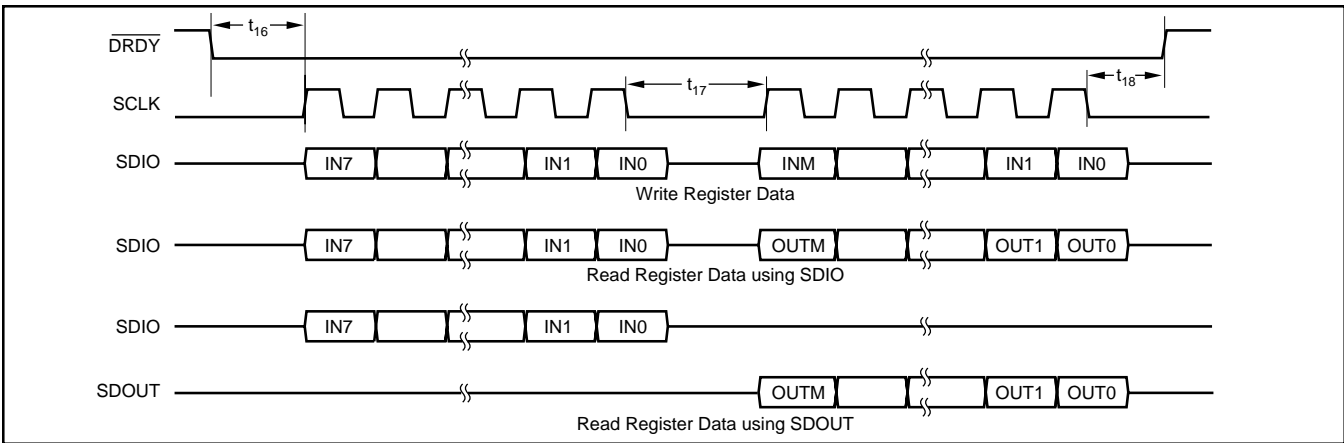 t16
DRDY
t17
t18
SCLK
SDIO IN7 IN1 IN0 INM IN1 IN0
Write Register Data
SDIO IN7 IN1 IN0 OUTM OUT1 OUT0
Read Register Data using SDIO
SDIO IN7 IN1 IN0
SDOUT OUTM OUT1 OUT0
Read Register Data using SDOUT